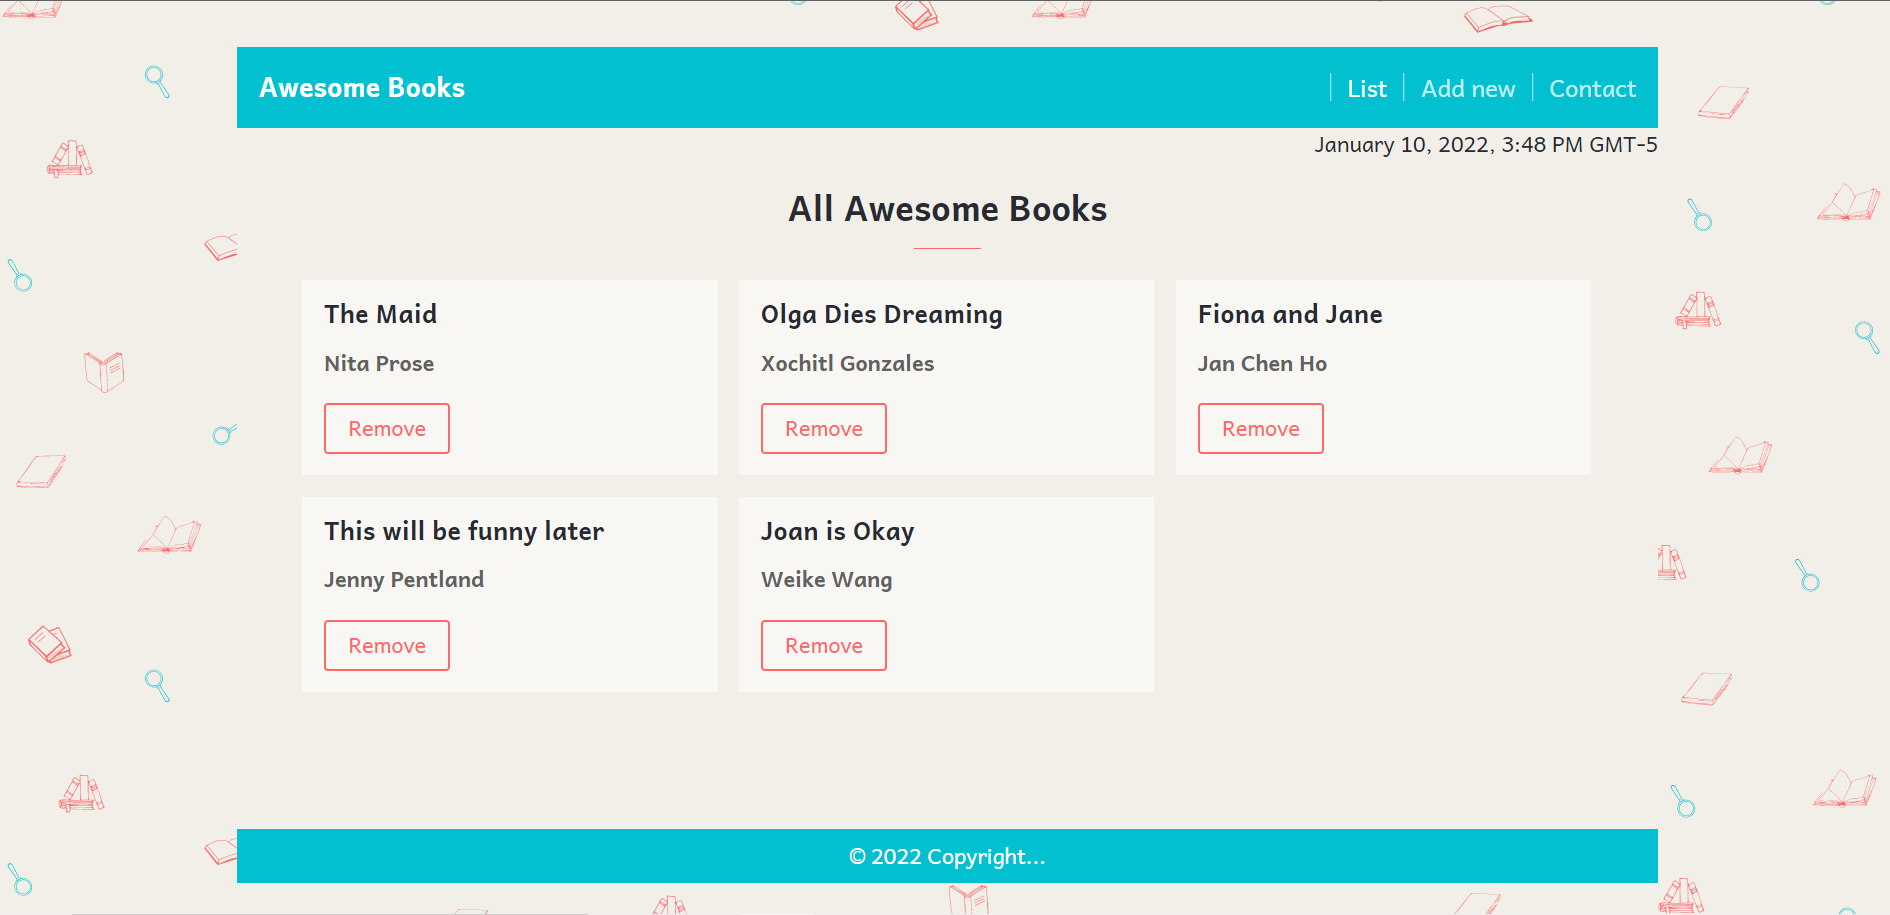 Awesome Books
List
Add new
Contact
January 10, 2022, 3:48 PM GMT-5
All Awesome Books
The Maid
Nita Prose
Remove
Olga Dies Dreaming
Xochitl Gonzales
Remove
Fiona and Jane
Jan Chen Ho
Remove
This will be funny later
Jenny Pentland
Remove
Joan is Okay
Weike Wang
Remove
© 2022 Copyright...